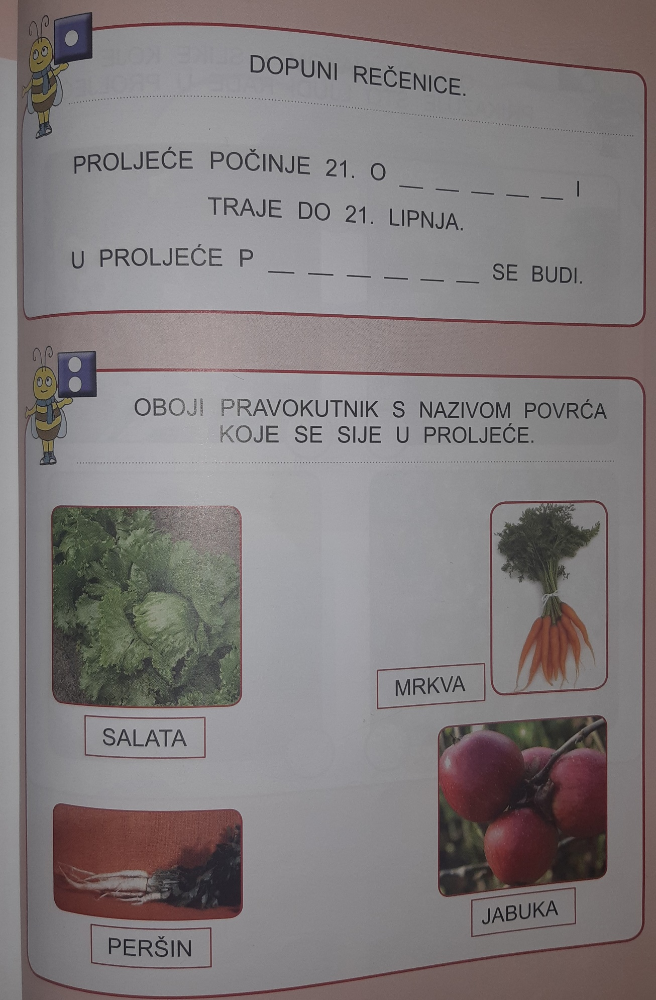 DOPUNI REČENICE.
PROLJEĆE POČINJE 21. O _ _ _ _ _ I
TRAJE DO 21. LIPNJA.
U PROLJEĆE P _ _ _ _ _ _ SE BUDI.
OBOJI PRAVOKUTNIK S NAZIVOM POVRĆA
KOJE SE SIJE U PROLJEĆE.
MRKVA
SALATA
JABUKA
PERŠIN